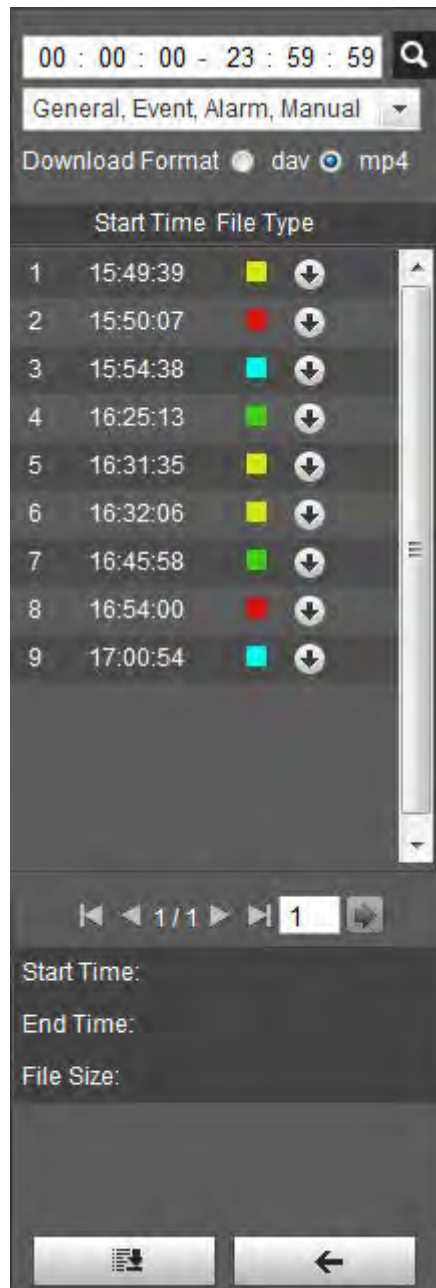 00 : 00 : 00 - 23 : 59 : 59
General, Event, Alarm, Manual
Download Format dav mp4
Start Time File Type
1 15:49:39
2 15:50:07
3 15:54:38
4 16:25:13
5 16:31:35
6 16:32:06
7 16:45:58
8 16:54:00
9 17:00:54
1 / 1 1
Start Time:
End Time:
File Size: